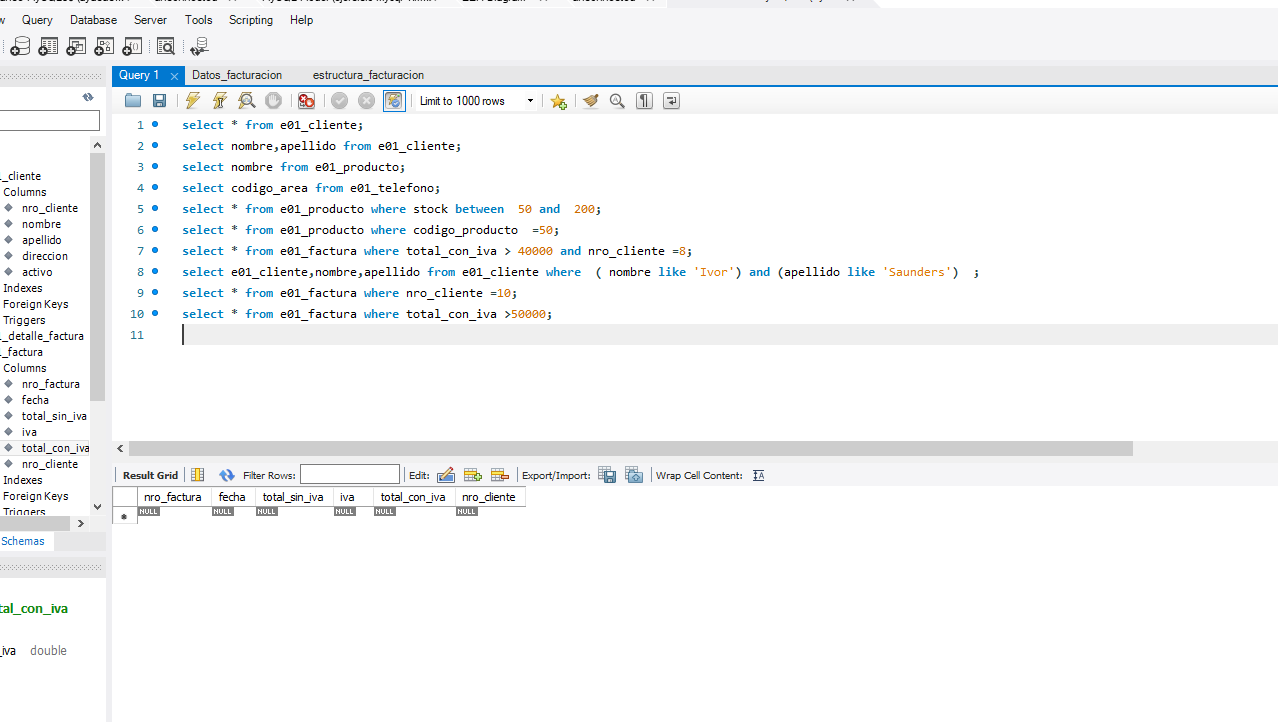 Query Database Server Tools Scripting Help
Query 1 Datos_facturacion estructura_facturacion
Limit to 1000 rows
1 select * from e01_cliente;
2 select nombre,apellido from e01_cliente;
3 select nombre from e01_producto;
4 select codigo_area from e01_telefono;
5 select * from e01_producto where stock between  50 and  200;
6 select * from e01_producto where codigo_producto  =50;
7 select * from e01_factura where total_con_iva > 40000 and nro_cliente =8;
8 select e01_cliente,nombre,apellido from e01_cliente where  ( nombre like 'Ivor') and (apellido like 'Saunders')  ;
9 select * from e01_factura where nro_cliente =10;
10 select * from e01_factura where total_con_iva >50000;
11
_cliente
Columns
nro_cliente
nombre
apellido
direccion
activo
Indexes
Foreign Keys
Triggers
_detalle_factura
_factura
Columns
nro_factura
fecha
total_sin_iva
iva
total_con_iva
nro_cliente
Indexes
Foreign Keys
Triggers
Schemas
tal_con_iva
_iva double
Result Grid Filter Rows: Edit: Export/Import: Wrap Cell Content:
nro_factura fecha total_sin_iva iva total_con_iva nro_cliente
NULL NULL NULL NULL NULL NULL